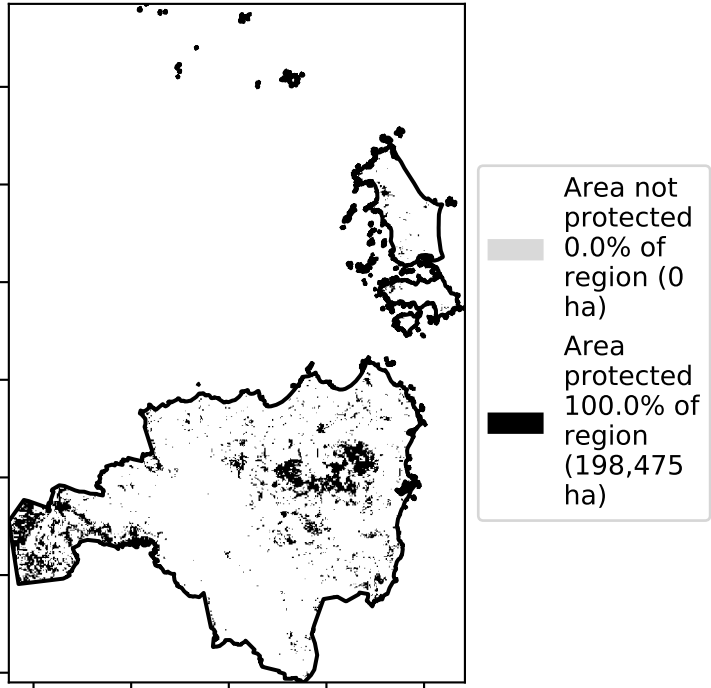 Area not
protected
0.0% of
region (0
ha)
Area
protected
100.0% of
region
(198,475
ha)